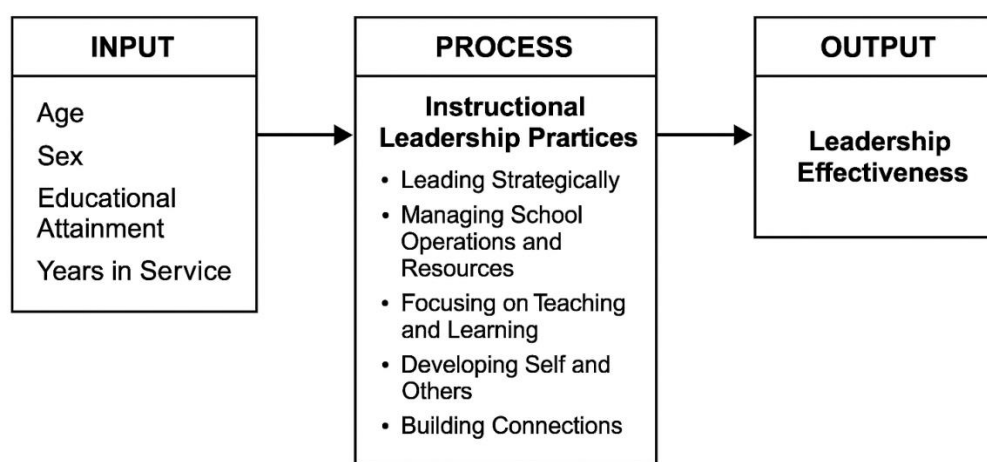 INPUT
Age
Sex
Educational
Attainment
Years in Service
PROCESS
Instructional
Leadership Prartices
• Leading Strategically
• Managing School
Operations and
Resources
• Focusing on Teaching
and Learning
• Developing Self and
Others
• Building Connections
OUTPUT
Leadership
Effectiveness